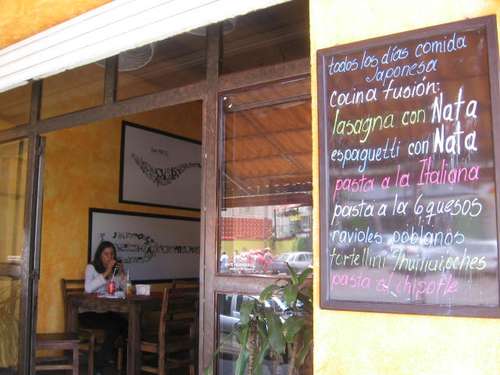 todos los días comida
Japonesa
cocina fusión:
lasagna con Nata
espaguetti con Nata
pasta a la Italiana
pasta a la 6 quesos
ravioles poblanos
tortellini huitlacoches
pasta al chipotle